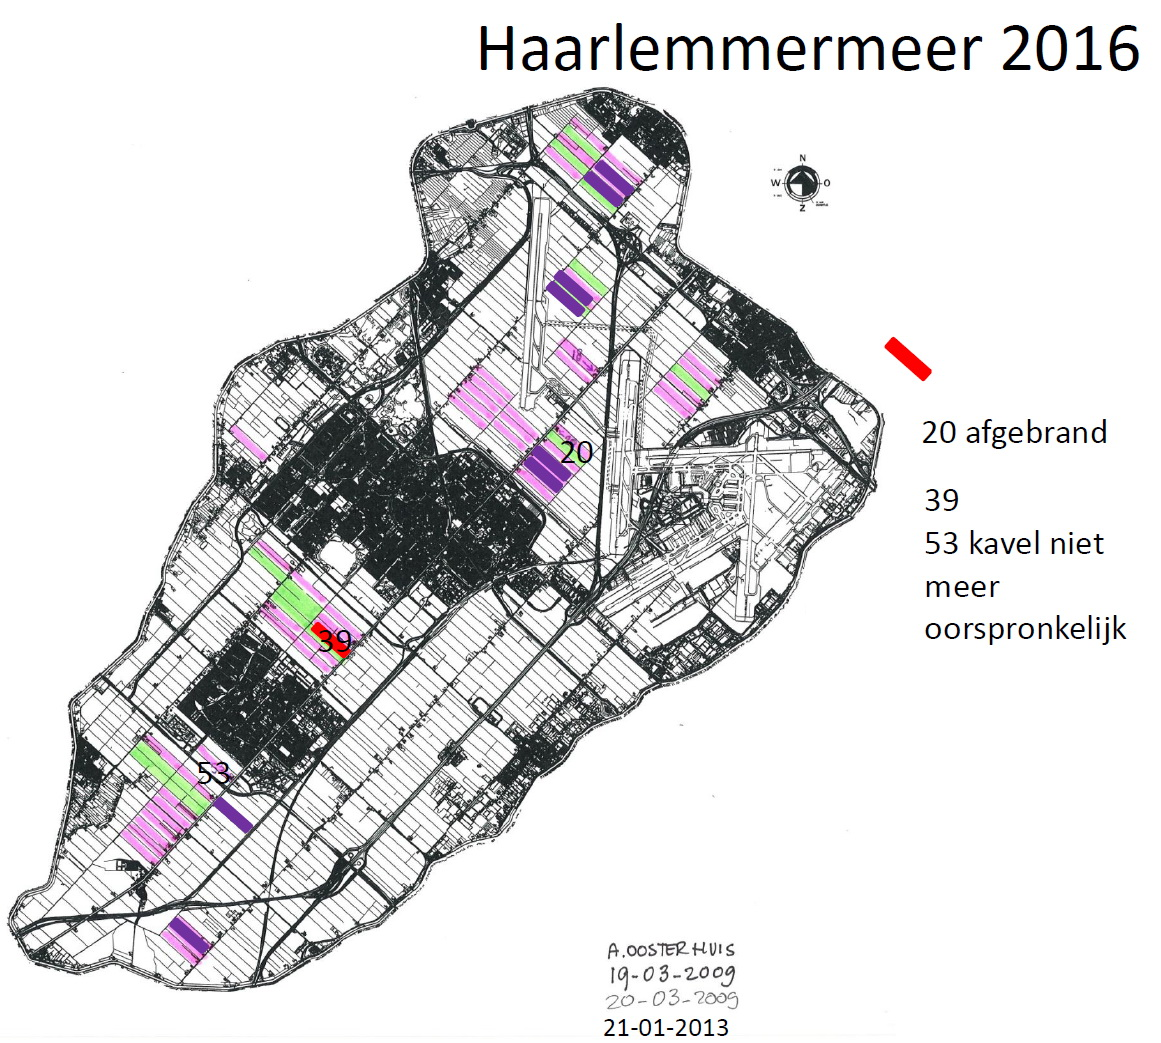 Haarlemmermeer 2016
N
W
O
Z
18
20
20 afgebrand
39
53 kavel niet
meer
oorspronkelijk
39
53
A.OOSTERHUIS
19-03-2009
20-03-2009
21-01-2013